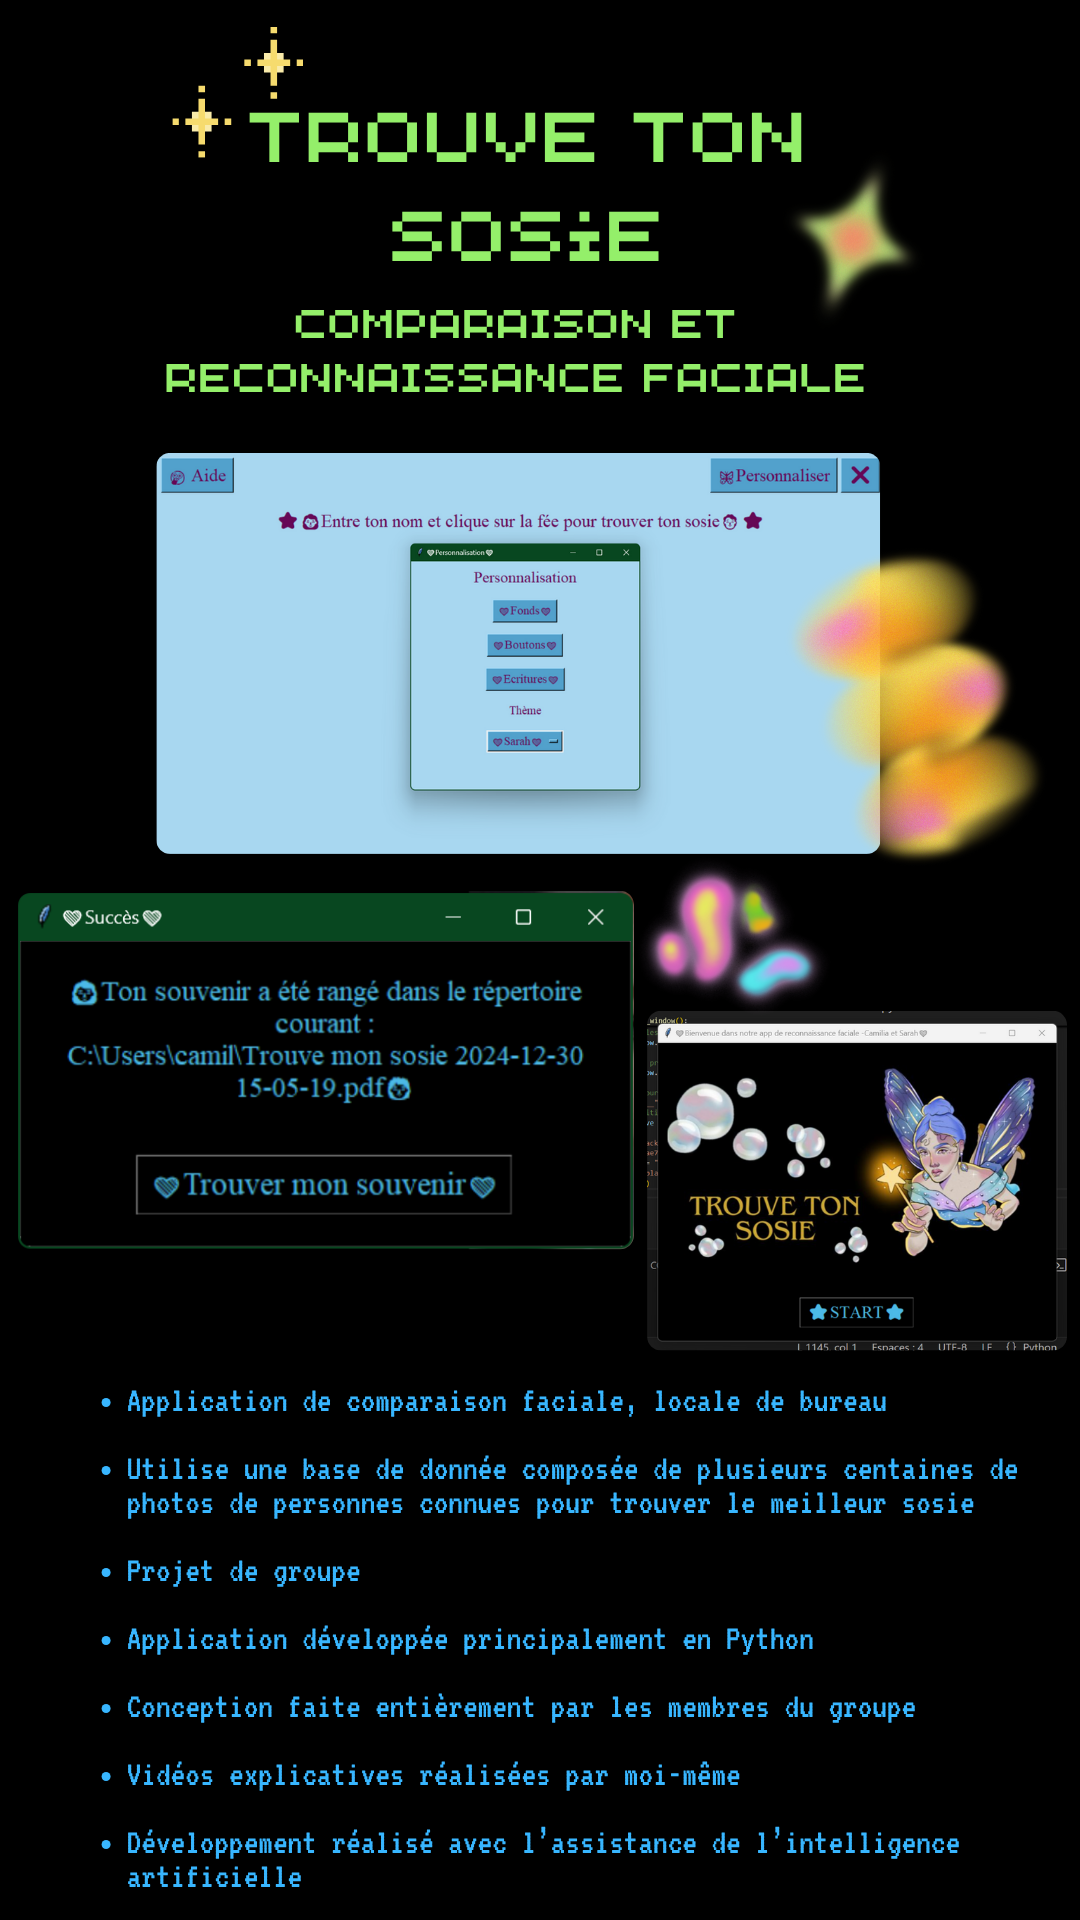 TROUVE TON
SOSiE
COMPARAISON ET
RECONNAISSANCE FACIALE
Aide
Personnaliser
Entre ton nom et clique sur la fée pour trouver ton sosie
Personnalisation
Personnalisation
Fonds
Boutons
Ecritures
Thème
Sarah
Succès
Ton souvenir a été rangé dans le répertoire
courant :
C:\Users\camil\Trouve mon sosie 2024-12-30
15-05-19.pdf
Trouver mon souvenir
window():
Bienvenue dans notre app de reconnaissance faciale -Camilia et Sarah
TROUVE TON
SOSIE
START
L 1145, col 1 Espaces : 4 UTF-8 LF {} Python
• Application de comparaison faciale, locale de bureau
• Utilise une base de donnée composée de plusieurs centaines de
photos de personnes connues pour trouver le meilleur sosie
• Projet de groupe
• Application développée principalement en Python
• Conception faite entièrement par les membres du groupe
• Vidéos explicatives réalisées par moi-même
• Développement réalisé avec l'assistance de l'intelligence
artificielle